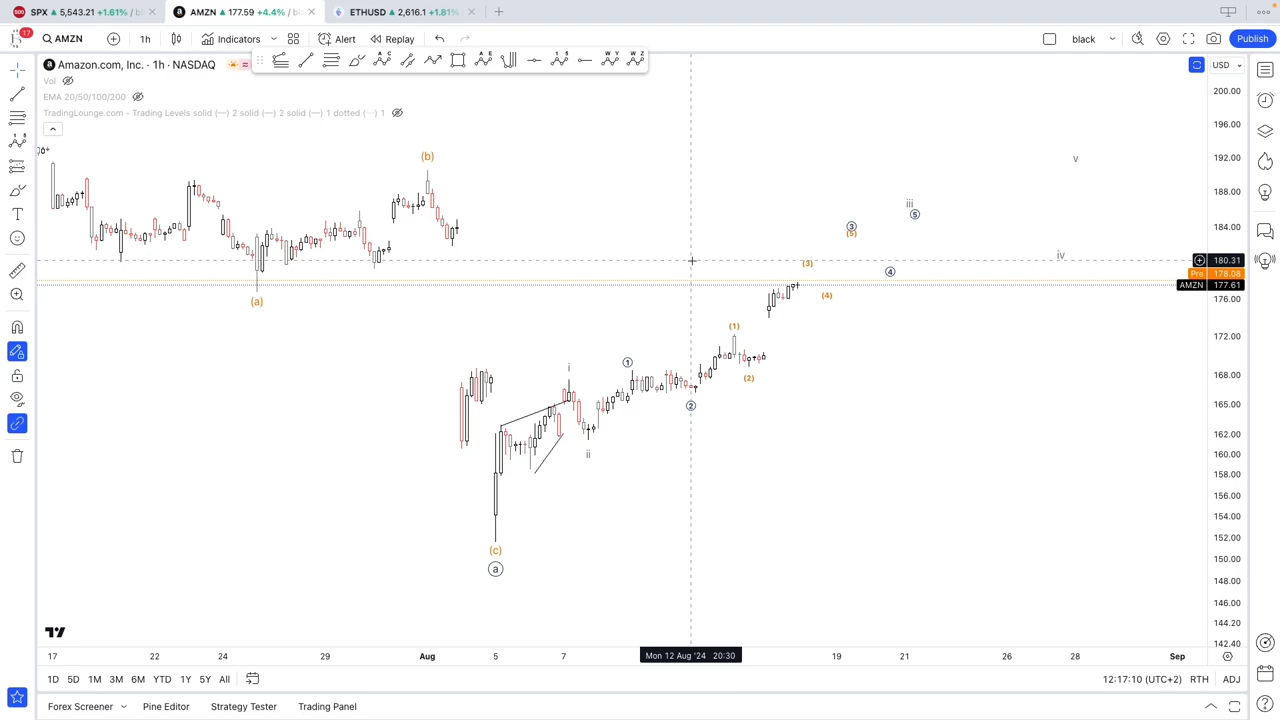 SPX ▲ 5,543.21 +1.61% / bl
AMZN ▲ 177.59 +4.4% / bl
ETHUSD ▲ 2,616.1 +1.81%
17
AMZN
1h
Indicators
Alert
Replay
black
Publish
Amazon.com, Inc. · 1h · NASDAQ
USD
Vol
EMA 20/50/100/200
TradingLounge.com - Trading Levels solid (—) 2 solid (—) 2 solid (—) 1 dotted (···) 1
200.00
196.00
192.00
188.00
184.00
180.31
Pre 178.08
AMZN 177.61
176.00
172.00
168.00
165.00
162.00
160.00
158.00
156.00
154.00
152.00
150.00
148.00
146.00
144.20
142.40
(b)
(a)
(c)
a
i
ii
1
2
(1)
(2)
(3)
(4)
3
(5)
4
iii
5
iv
v
17 22 24 29 Aug 5 7 Mon 12 Aug '24 20:30 19 21 26 28 Sep
1D 5D 1M 3M 6M YTD 1Y 5Y All
12:17:10 (UTC+2) RTH ADJ
Forex Screener Pine Editor Strategy Tester Trading Panel